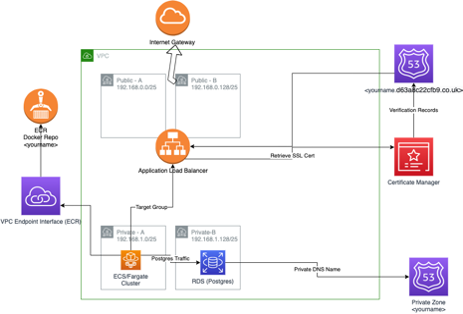 Internet Gateway
VPC
Public - A
192.168.0.0/25
Public - B
192.168.0.128/25
53
<yourname.d63a8c22cfb9.co.uk>
ECR
Docker Repo
<yourname>
Verification Records
Application Load Balancer
Retrieve SSL Cert
Certificate Manager
VPC Endpoint Interface (ECR)
Target Group
Private - A
192.168.1.0/25
Private-B
192.168.1.128/25
Postgres Traffic
ECS/Fargate
Cluster
RDS (Postgres)
Private DNS Name
53
Private Zone
<yourname>